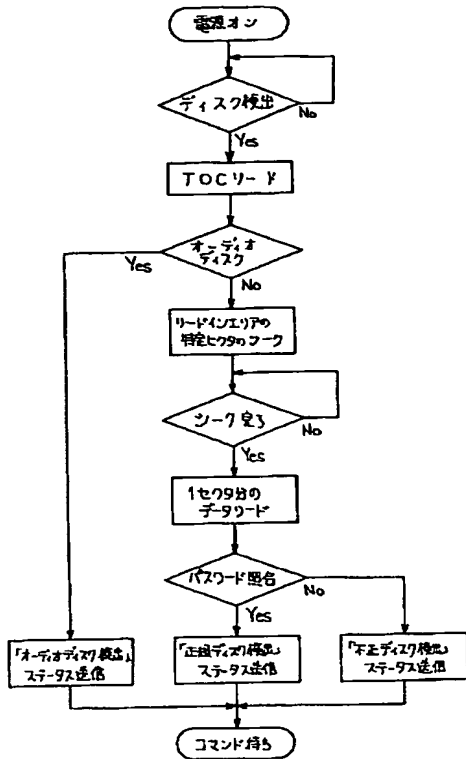 電源オン
ディスク検出
No
Yes
TOCリード
オーディオ
ディスク
Yes
No
リードインエリアの
特定セクタのシーク
シーク完了
No
Yes
1セクタ分の
データリード
パスワード照合
No
Yes
「オーディオディスク検出」
ステータス送信
「正規ディスク検出」
ステータス送信
「不正ディスク検出」
ステータス送信
コマンド待ち